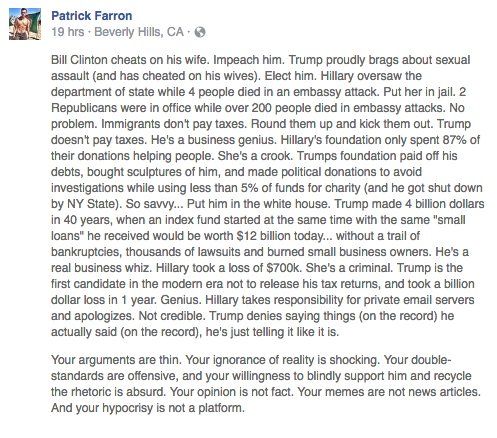 Patrick Farron
19 hrs · Beverly Hills, CA ·
Bill Clinton cheats on his wife. Impeach him. Trump proudly brags about sexual
assault (and has cheated on his wives). Elect him. Hillary oversaw the
department of state while 4 people died in an embassy attack. Put her in jail. 2
Republicans were in office while over 200 people died in embassy attacks. No
problem. Immigrants don't pay taxes. Round them up and kick them out. Trump
doesn't pay taxes. He's a business genius. Hillary's foundation only spent 87% of
their donations helping people. She's a crook. Trumps foundation paid off his
debts, bought sculptures of him, and made political donations to avoid
investigations while using less than 5% of funds for charity (and he got shut down
by NY State). So savvy... Put him in the white house. Trump made 4 billion dollars
in 40 years, when an index fund started at the same time with the same "small
loans" he received would be worth $12 billion today... without a trail of
bankruptcies, thousands of lawsuits and burned small business owners. He's a
real business whiz. Hillary took a loss of $700k. She's a criminal. Trump is the
first candidate in the modern era not to release his tax returns, and took a billion
dollar loss in 1 year. Genius. Hillary takes responsibility for private email servers
and apologizes. Not credible. Trump denies saying things (on the record) he
actually said (on the record), he's just telling it like it is.
Your arguments are thin. Your ignorance of reality is shocking. Your double-
standards are offensive, and your willingness to blindly support him and recycle
the rhetoric is absurd. Your opinion is not fact. Your memes are not news articles.
And your hypocrisy is not a platform.